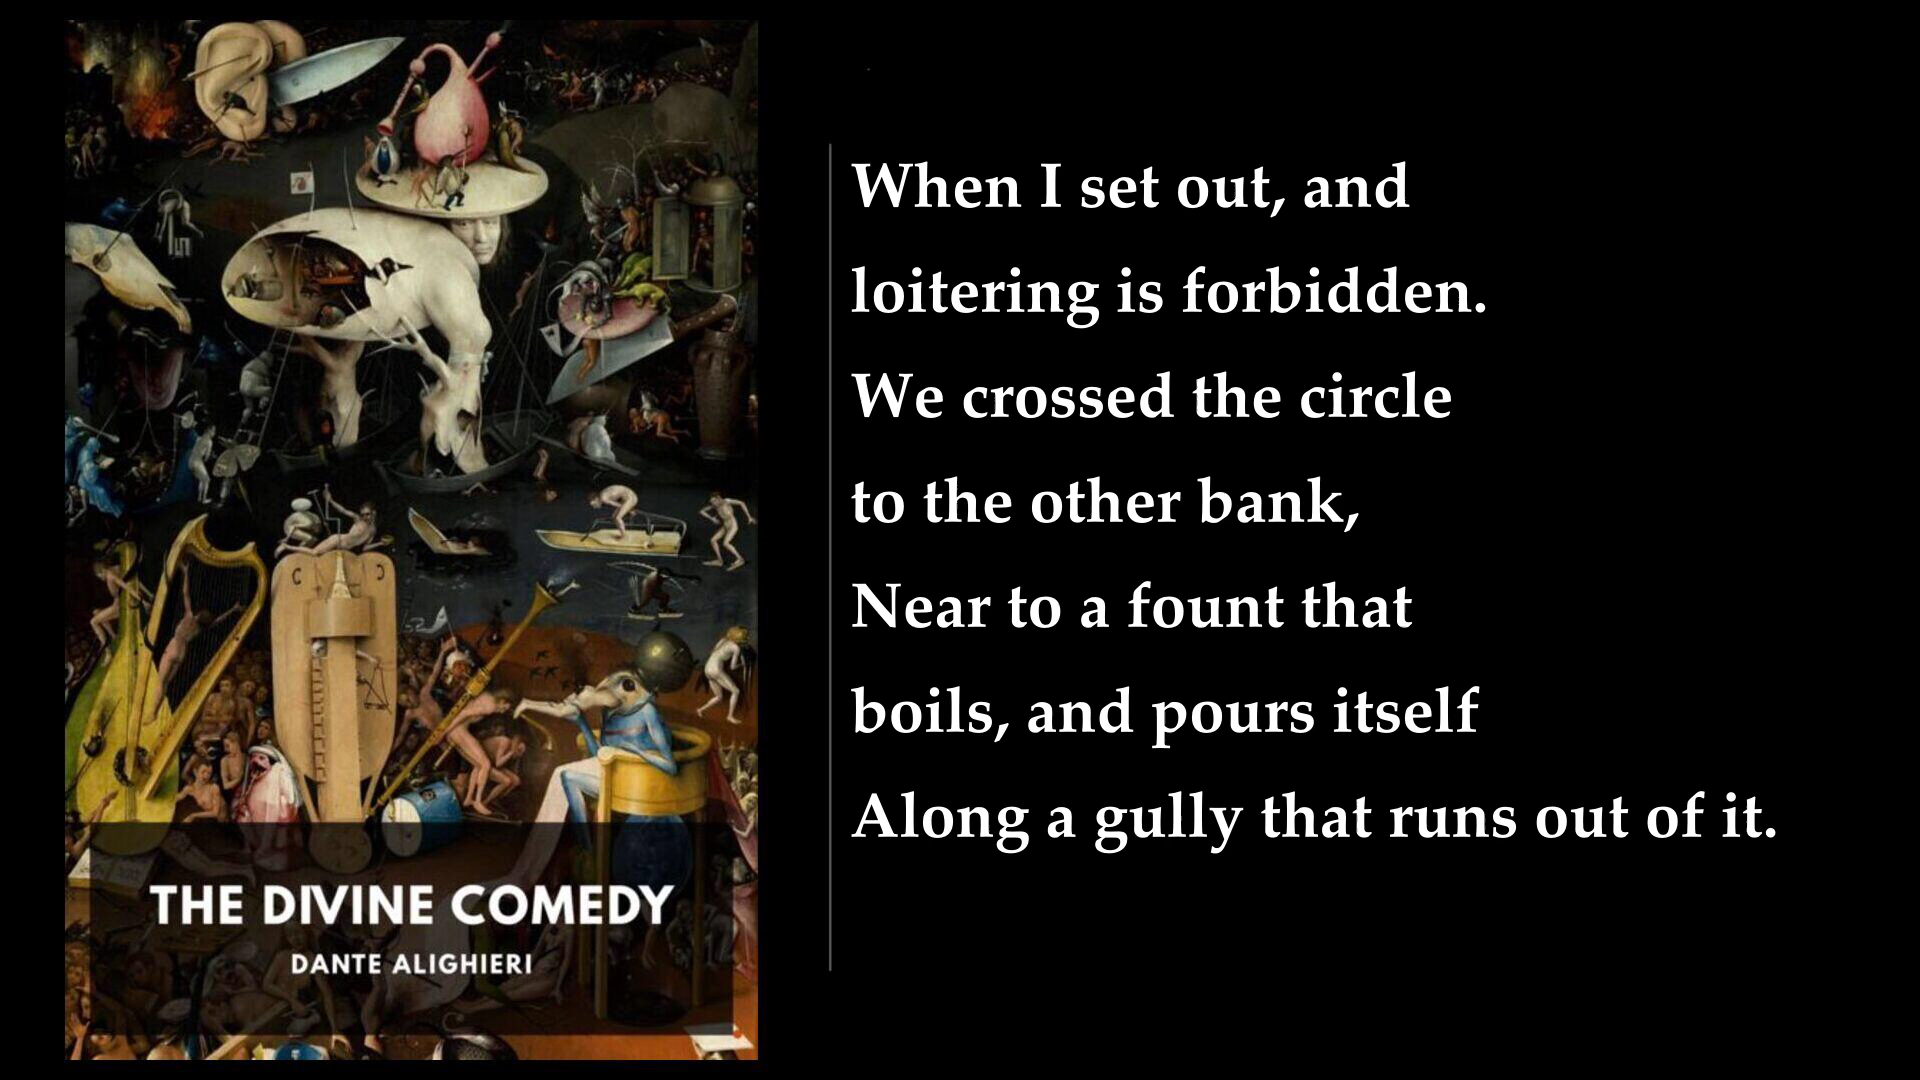 THE DIVINE COMEDY
DANTE ALIGHIERI
When I set out, and
loitering is forbidden.
We crossed the circle
to the other bank,
Near to a fount that
boils, and pours itself
Along a gully that runs out of it.